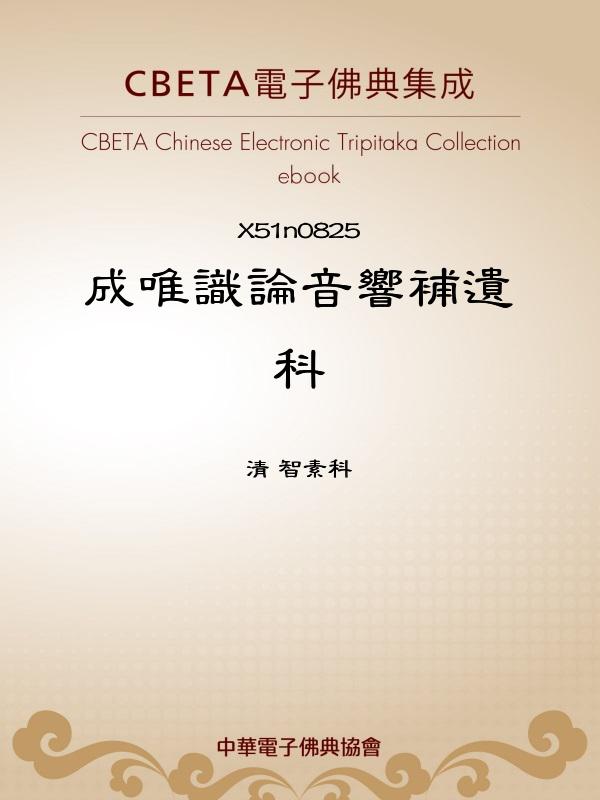 CBETA電子佛典集成
CBETA Chinese Electronic Tripitaka Collection
ebook
X51n0825
成唯識論音響補遺
科
清 智素科
中華電子佛典協會